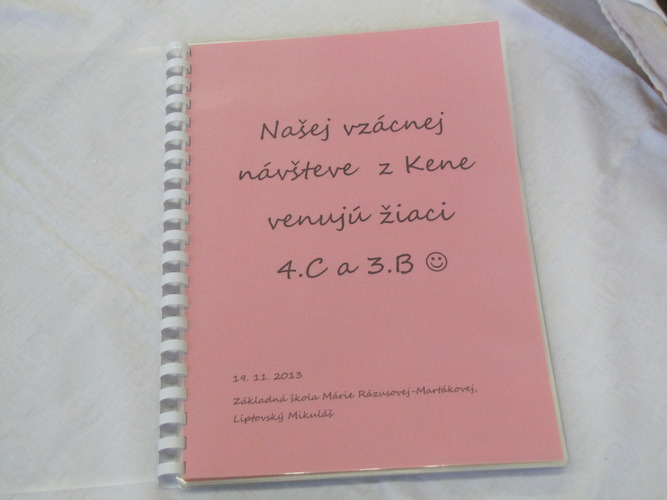 Našej vzácnej
návšteve z Kene
venujú žiaci
4.C a 3.B ☺
19. 11. 2013
Základná škola Márie Rázusovej-Martákovej,
Liptovský Mikuláš